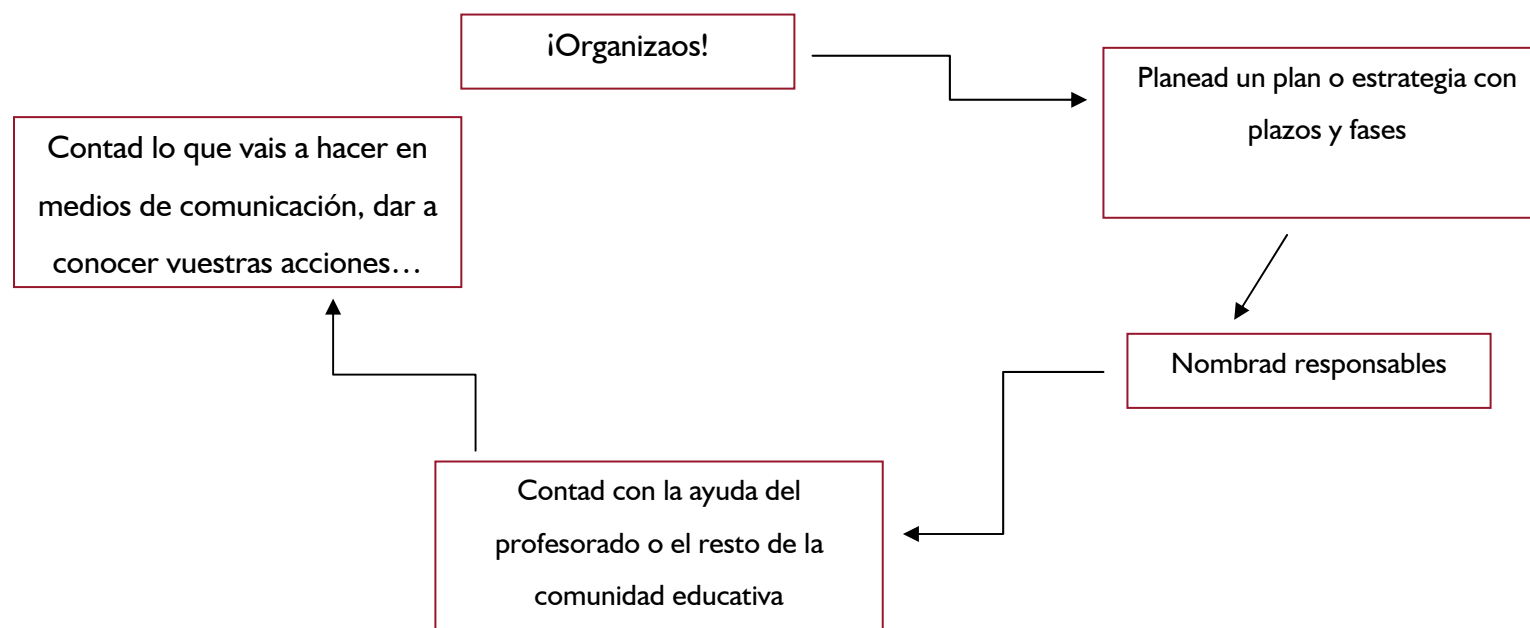 ¡Organizaos!
Planead un plan o estrategia con
plazos y fases
Nombrad responsables
Contad con la ayuda del
profesorado o el resto de la
comunidad educativa
Contad lo que vais a hacer en
medios de comunicación, dar a
conocer vuestras acciones…